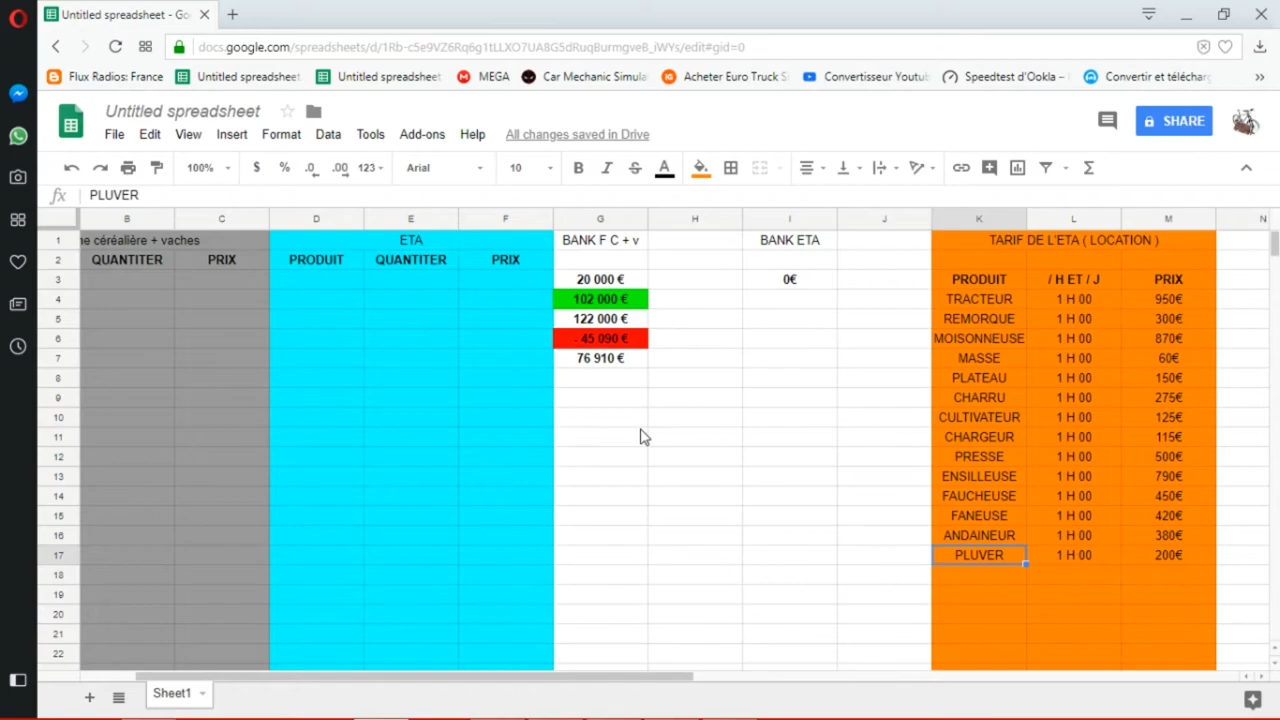 Untitled spreadsheet - Go
docs.google.com/spreadsheets/d/1Rb-c5e9VZ6Rq6g1tLLXO7UA8G5dRuqBurmgveB_iWYs/edit#gid=0
Flux Radios: France Untitled spreadsheet Untitled spreadsheet MEGA Car Mechanic Simula Acheter Euro Truck S Convertisseur Youtub Speedtest d'Ookla – Convertir et télécharg
Untitled spreadsheet
File Edit View Insert Format Data Tools Add-ons Help All changes saved in Drive
SHARE
100% $ % .0 .00 123 Arial 10 B I S A Σ
fx PLUVER
B C D E F G H I J K L M N
1 ne céréalière + vaches ETA BANK F C + v BANK ETA TARIF DE L'ETA ( LOCATION )
2 QUANTITER PRIX PRODUIT QUANTITER PRIX
3 20 000 € 0€ PRODUIT / H ET / J PRIX
4 102 000 € TRACTEUR 1 H 00 950€
5 122 000 € REMORQUE 1 H 00 300€
6 - 45 090 € MOISONNEUSE 1 H 00 870€
7 76 910 € MASSE 1 H 00 60€
8 PLATEAU 1 H 00 150€
9 CHARRU 1 H 00 275€
10 CULTIVATEUR 1 H 00 125€
11 CHARGEUR 1 H 00 115€
12 PRESSE 1 H 00 500€
13 ENSILLEUSE 1 H 00 790€
14 FAUCHEUSE 1 H 00 450€
15 FANEUSE 1 H 00 420€
16 ANDAINEUR 1 H 00 380€
17 PLUVER 1 H 00 200€
18
19
20
21
22
Sheet1